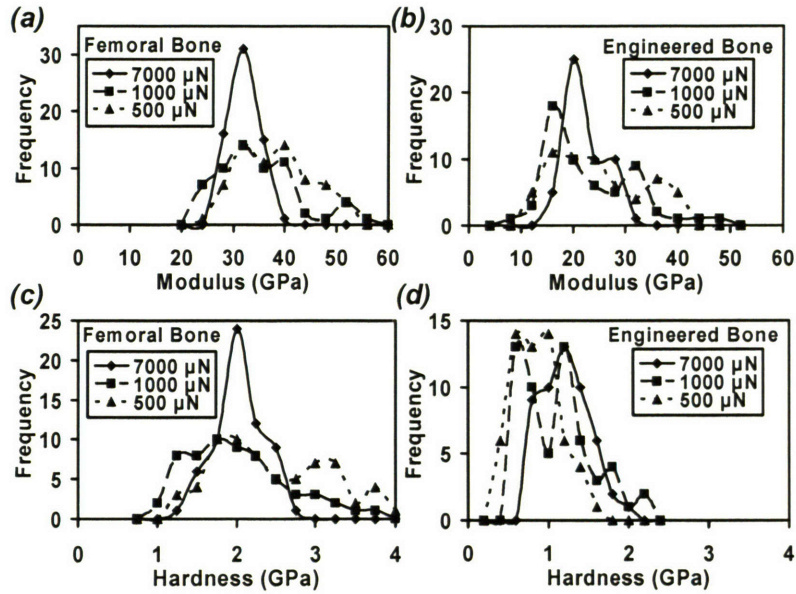 (a)
Femoral Bone
7000 µN
1000 µN
500 µN
Frequency
30
20
10
0
0 10 20 30 40 50 60
Modulus (GPa)
(b)
Engineered Bone
7000 µN
1000 µN
500 µN
Frequency
30
20
10
0
0 10 20 30 40 50 60
Modulus (GPa)
(c)
Femoral Bone
7000 µN
1000 µN
500 µN
Frequency
25
20
15
10
5
0
0 1 2 3 4
Hardness (GPa)
(d)
Engineered Bone
7000 µN
1000 µN
500 µN
Frequency
15
10
5
0
0 1 2 3 4
Hardness (GPa)